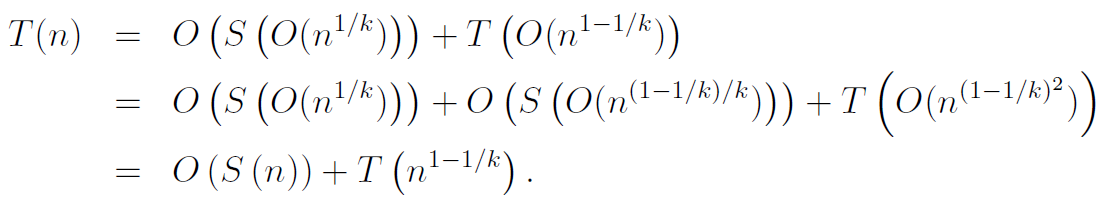 T(n) = O(S(O(n^{1/k}))) + T(O(n^{1-1/k}))
= O(S(O(n^{1/k}))) + O(S(O(n^{(1-1/k)/k}))) + T(O(n^{(1-1/k)^2}))
= O(S(n)) + T(n^{1-1/k}).